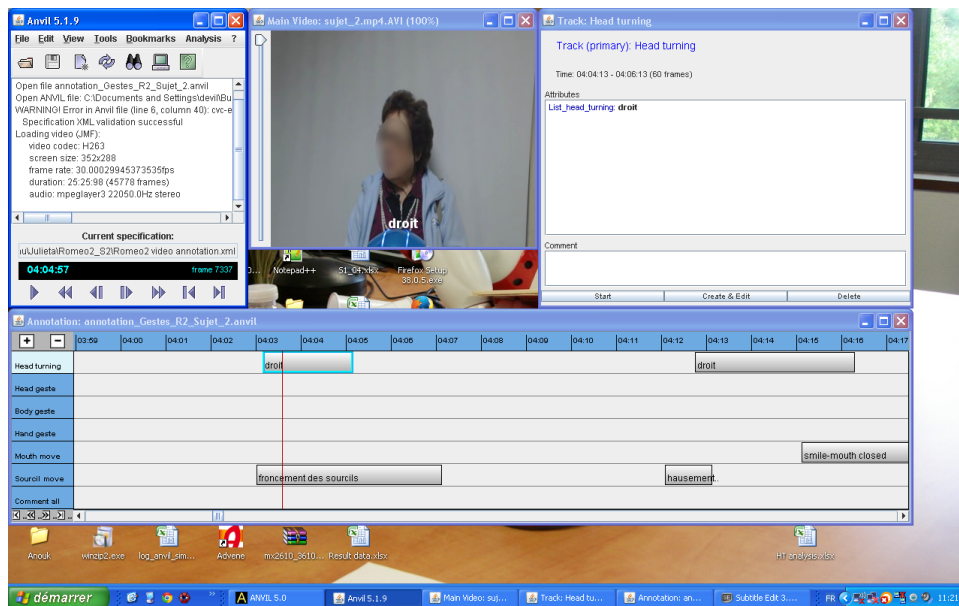 Anvil 5.1.9
File Edit View Tools Bookmarks Analysis ?
Open file annotation_Gestes_R2_Sujet_2.anvil
Open ANVIL file: C:\Documents and Settings\devil\Bu
WARNING! Error in Anvil file (line 6, column 40): cvc-e
Specification XML validation successful
Loading video (JMF):
video codec: H263
screen size: 352x288
frame rate: 30.00029945373535fps
duration: 25:25:98 (45778 frames)
audio: mpeglayer3 22050.0Hz stereo
Current specification:
u\Julieta\Romeo2_S2\Romeo2 video annotation.xml
04:04:57 frame 7337
Main Video: sujet_2.mp4.AVI (100%)
droit
Track: Head turning
Track (primary): Head turning
Time: 04:04:13 - 04:06:13 (60 frames)
Attributes
List_head_turning: droit
Comment
Start Create & Edit Delete
Notepad++ S1_04.xlsx Firefox Setup
38.0.5.exe
Annotation: annotation_Gestes_R2_Sujet_2.anvil
+ - 03:59 04:00 04:01 04:02 04:03 04:04 04:05 04:06 04:07 04:08 04:09 04:10 04:11 04:12 04:13 04:14 04:15 04:16 04:17
Head turning droit droit
Head geste
Body geste
Hand geste
Mouth move smile-mouth closed
Sourcil move froncement des sourcils hausement..
Comment all
Anouk winzip2.exe log_anvil_sim... Advene mx2610_3610... Result data.xlsx HT analysis.xlsx
démarrer ANVIL 5.0 Anvil 5.1.9 Main Video: suj... Track: Head tu... Annotation: an... Subtitle Edit 3.... FR 11:21